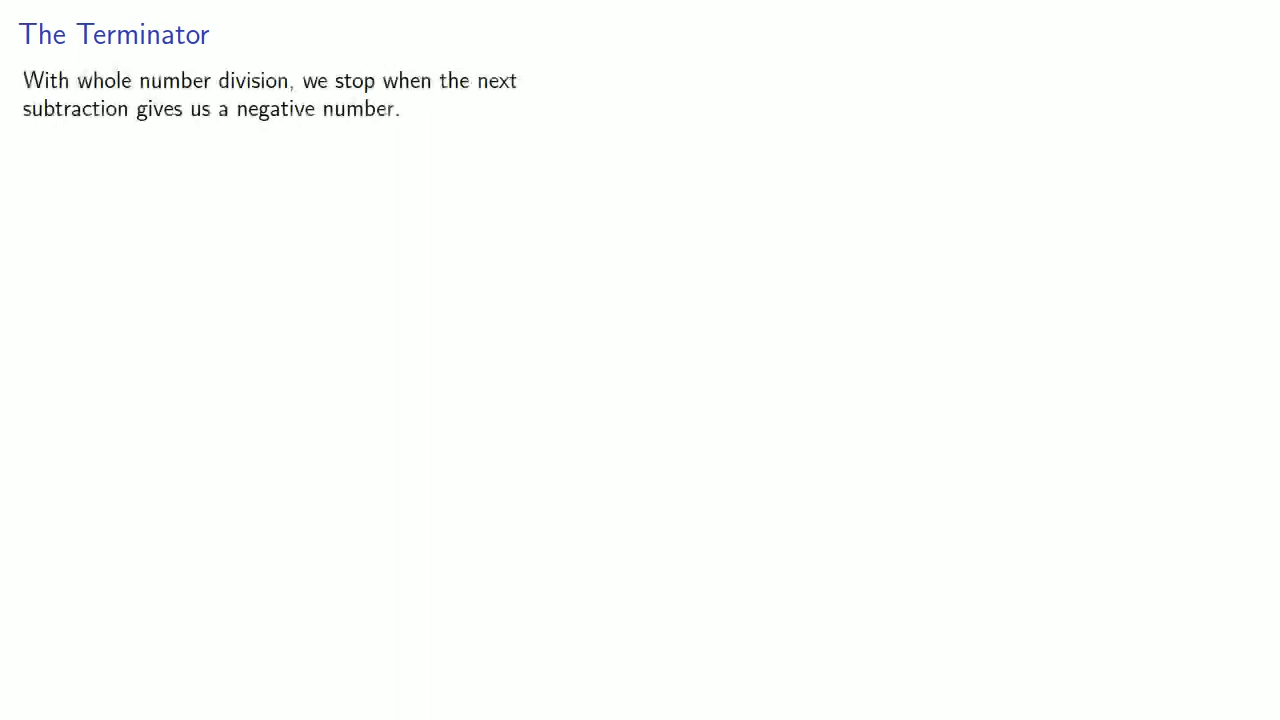 The Terminator
With whole number division, we stop when the next
subtraction gives us a negative number.